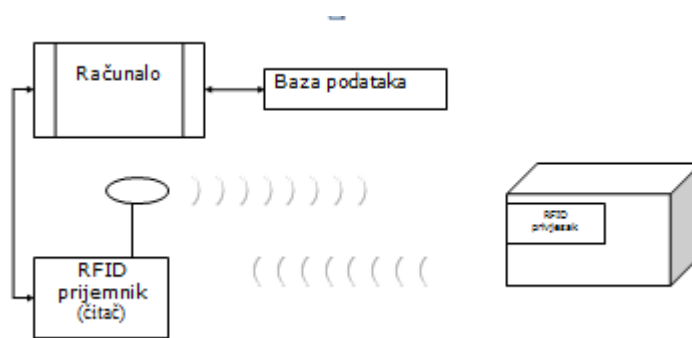 Računalo
Baza podataka
RFID
privjesak
RFID
prijemnik
(čitač)